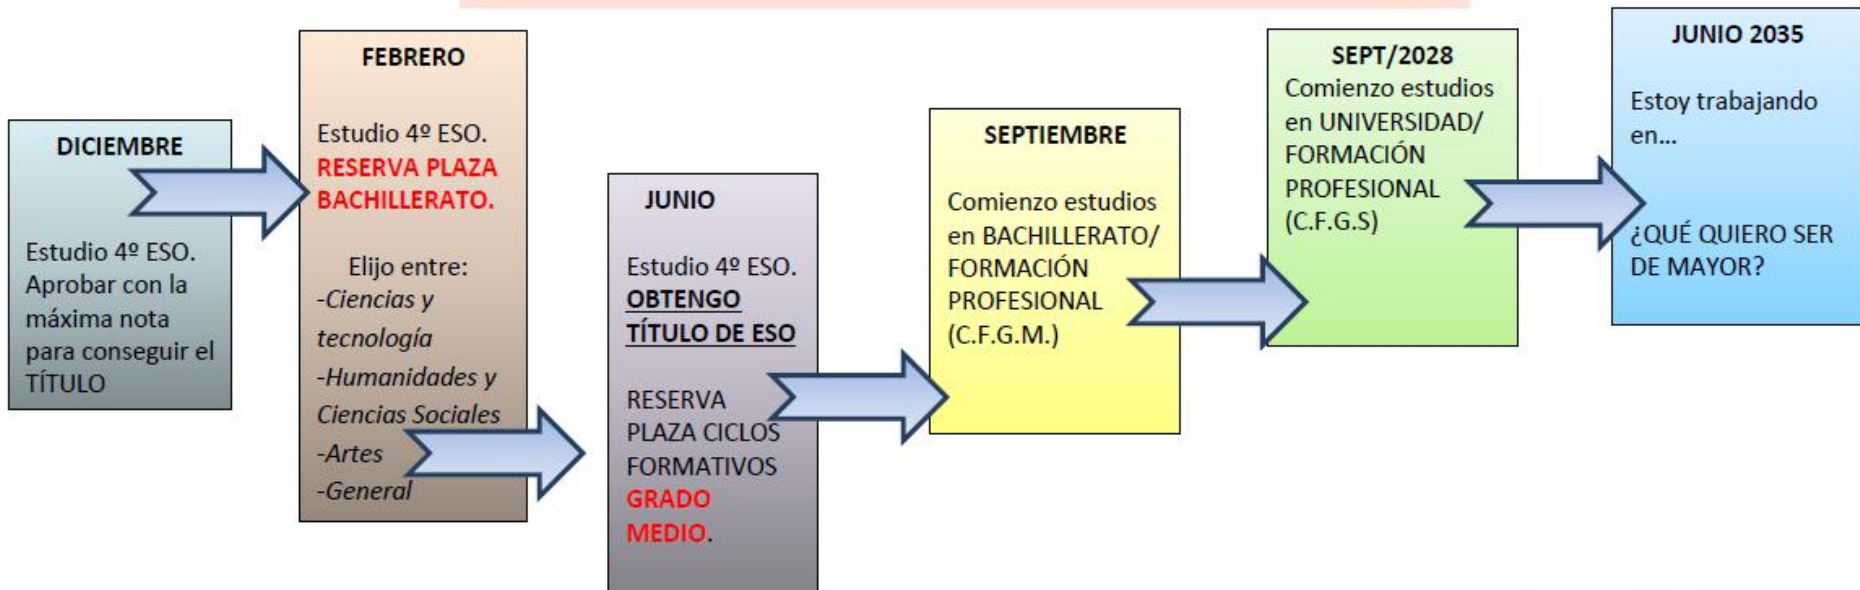 DICIEMBRE
Estudio 4º ESO.
Aprobar con la
máxima nota
para conseguir el
TÍTULO
FEBRERO
Estudio 4º ESO.
RESERVA PLAZA
BACHILLERATO.
Elijo entre:
-Ciencias y
tecnología
-Humanidades y
Ciencias Sociales
-Artes
-General
JUNIO
Estudio 4º ESO.
OBTENGO
TÍTULO DE ESO
RESERVA
PLAZA CICLOS
FORMATIVOS
GRADO
MEDIO.
SEPTIEMBRE
Comienzo estudios
en BACHILLERATO/
FORMACIÓN
PROFESIONAL
(C.F.G.M.)
SEPT/2028
Comienzo estudios
en UNIVERSIDAD/
FORMACIÓN
PROFESIONAL
(C.F.G.S)
JUNIO 2035
Estoy trabajando
en...
¿QUÉ QUIERO SER
DE MAYOR?